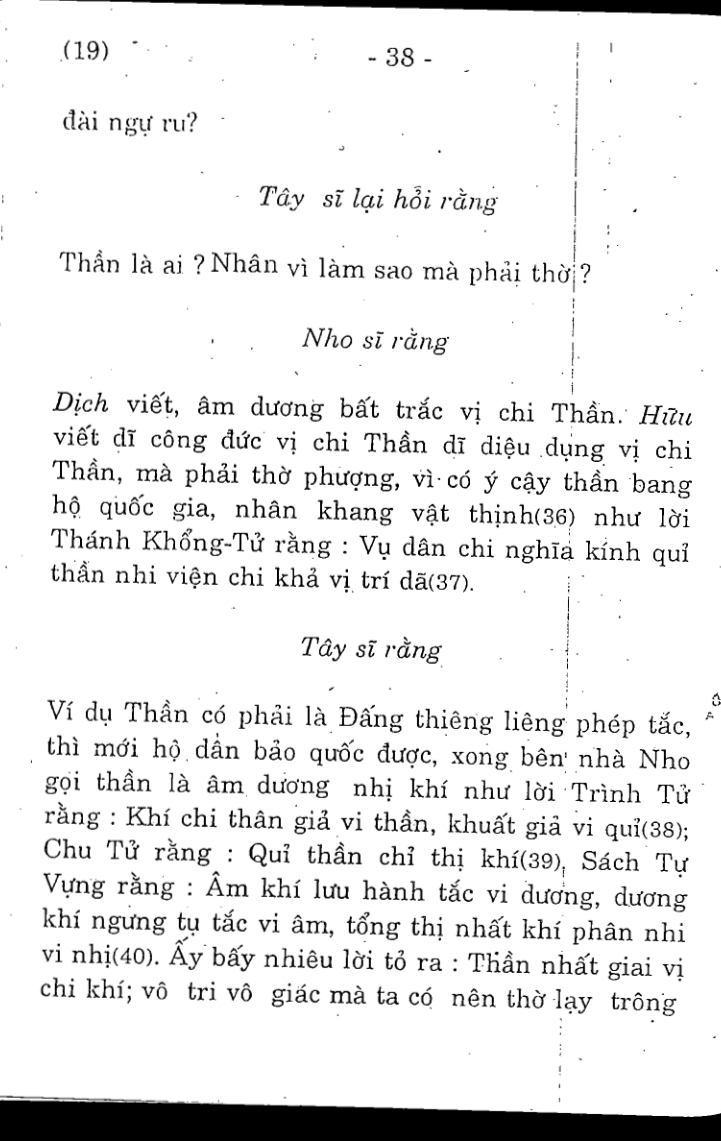 (19) - 38 -
đài ngự ru?
Tây sĩ lại hỏi rằng
Thần là ai ? Nhân vì làm sao mà phải thờ ?
Nho sĩ rằng
Dịch viết, âm dương bất trắc vị chi Thần. Hữu
viết dĩ công đức vị chi Thần dĩ diệu dụng vị chi
Thần, mà phải thờ phượng, vì có ý cậy thần bang
hộ quốc gia, nhân khang vật thịnh(36) như lời
Thánh Khổng-Tử rằng : Vụ dân chi nghĩa kính quỉ
thần nhi viện chi khả vị trí dã(37).
Tây sĩ rằng
Ví dụ Thần có phải là Đấng thiêng liêng phép tắc,
thì mới hộ dân bảo quốc được, xong bên nhà Nho
gọi thần là âm dương nhị khí như lời Trình Tử
rằng : Khí chi thân giả vi thần, khuất giả vi quỉ(38);
Chu Tử rằng : Quỉ thần chỉ thị khí(39), Sách Tự
Vựng rằng : Âm khí lưu hành tắc vi dương, dương
khí ngưng tụ tắc vi âm, tổng thị nhất khí phân nhi
vi nhị(40). Ấy bấy nhiêu lời tỏ ra : Thần nhất giai vị
chi khí; vô tri vô giác mà ta có nên thờ lạy trông